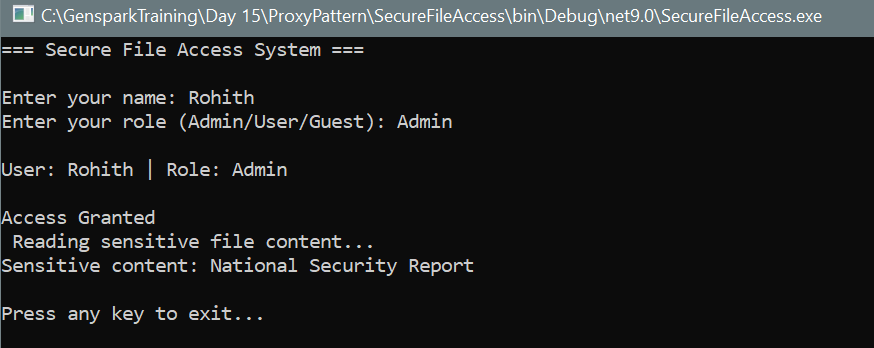 C:\GensparkTraining\Day 15\ProxyPattern\SecureFileAccess\bin\Debug\net9.0\SecureFileAccess.exe
=== Secure File Access System ===
Enter your name: Rohith
Enter your role (Admin/User/Guest): Admin
User: Rohith | Role: Admin
Access Granted
Reading sensitive file content...
Sensitive content: National Security Report
Press any key to exit...